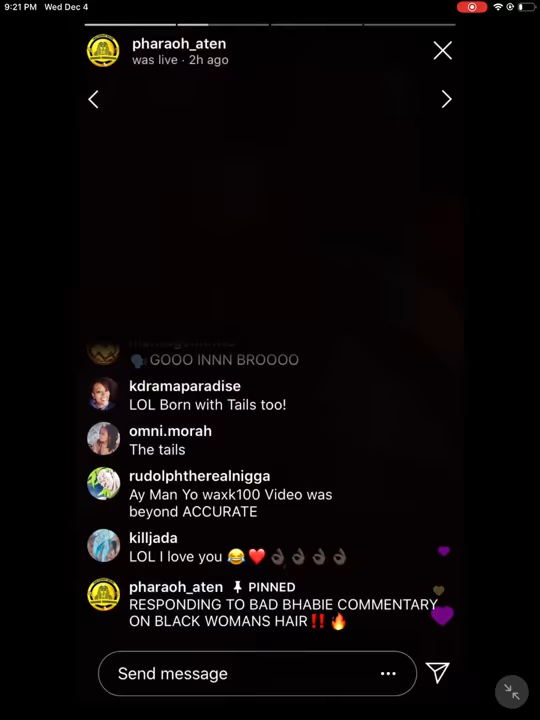 9:21 PM Wed Dec 4
pharaoh_aten
was live · 2h ago
🗣 GOOO INNN BROOOO
kdramaparadise
LOL Born with Tails too!
omni.morah
The tails
rudolphtherealnigga
Ay Man Yo waxk100 Video was
beyond ACCURATE
killjada
LOL I love you 😂❤️👌🏿👌🏿👌🏿👌🏿
pharaoh_aten 📌 PINNED
RESPONDING TO BAD BHABIE COMMENTARY
ON BLACK WOMANS HAIR‼️🔥
Send message